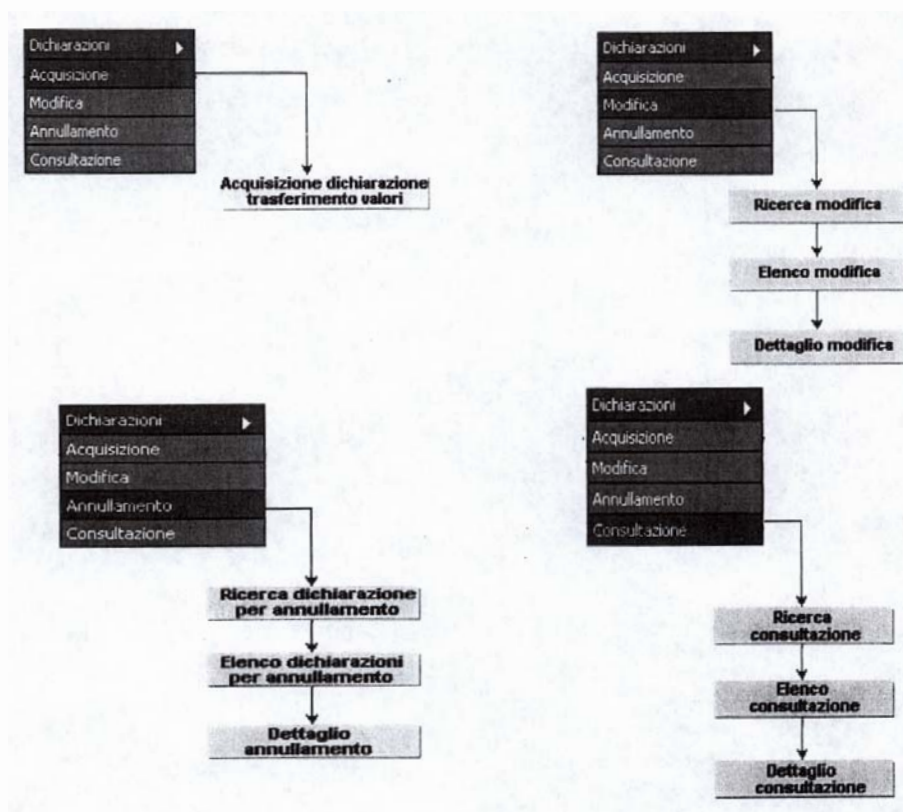 Dichiarazioni
Acquisizione
Modifica
Annullamento
Consultazione
Acquisizione dichiarazione
trasferimento valori
Dichiarazioni
Acquisizione
Modifica
Annullamento
Consultazione
Ricerca modifica
Elenco modifica
Dettaglio modifica
Dichiarazioni
Acquisizione
Modifica
Annullamento
Consultazione
Ricerca dichiarazione
per annullamento
Elenco dichiarazioni
per annullamento
Dettaglio
annullamento
Dichiarazioni
Acquisizione
Modifica
Annullamento
Consultazione
Ricerca
consultazione
Elenco
consultazione
Dettaglio
consultazione